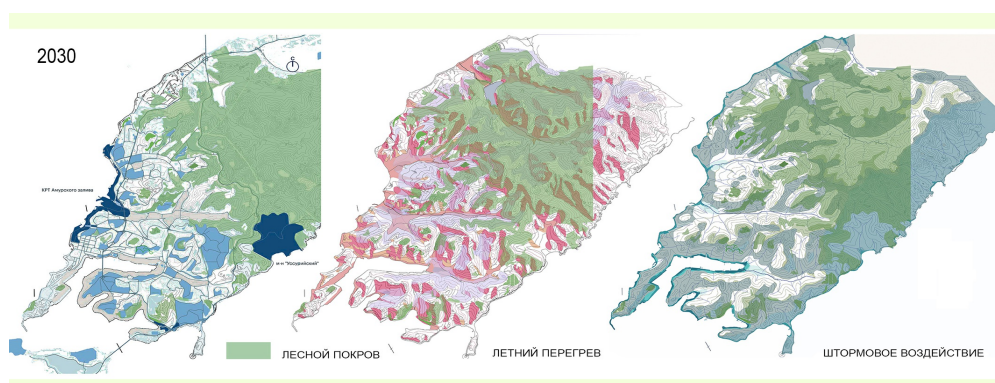 2030
С
КРТ Амурского залива
м-н "Уссурийский"
ЛЕСНОЙ ПОКРОВ
ЛЕТНИЙ ПЕРЕГРЕВ
ШТОРМОВОЕ ВОЗДЕЙСТВИЕ